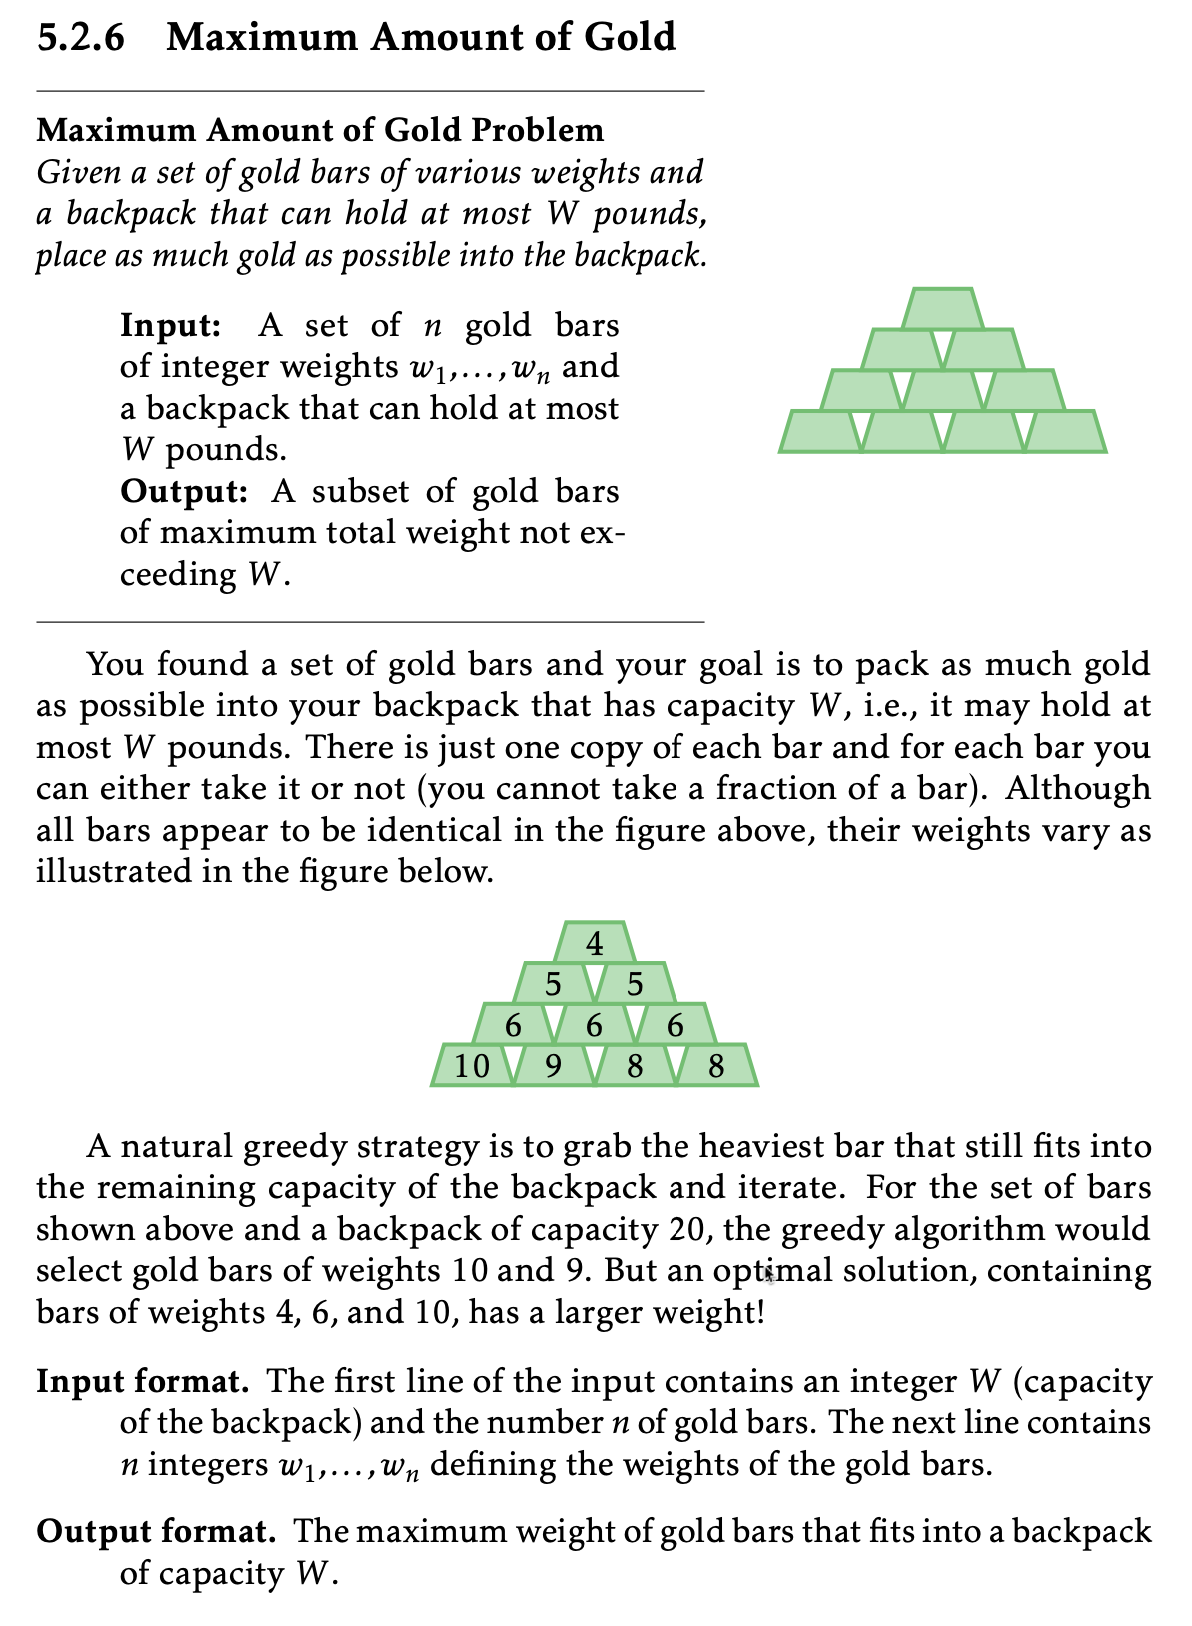 5.2.6 Maximum Amount of Gold
Maximum Amount of Gold Problem
Given a set of gold bars of various weights and
a backpack that can hold at most W pounds,
place as much gold as possible into the backpack.
Input: A set of n gold bars
of integer weights w₁,...,wₙ and
a backpack that can hold at most
W pounds.
Output: A subset of gold bars
of maximum total weight not ex-
ceeding W.
You found a set of gold bars and your goal is to pack as much gold
as possible into your backpack that has capacity W, i.e., it may hold at
most W pounds. There is just one copy of each bar and for each bar you
can either take it or not (you cannot take a fraction of a bar). Although
all bars appear to be identical in the figure above, their weights vary as
illustrated in the figure below.
4
5 5
6 6 6
10 9 8 8
A natural greedy strategy is to grab the heaviest bar that still fits into
the remaining capacity of the backpack and iterate. For the set of bars
shown above and a backpack of capacity 20, the greedy algorithm would
select gold bars of weights 10 and 9. But an optimal solution, containing
bars of weights 4, 6, and 10, has a larger weight!
Input format. The first line of the input contains an integer W (capacity
of the backpack) and the number n of gold bars. The next line contains
n integers w₁,...,wₙ defining the weights of the gold bars.
Output format. The maximum weight of gold bars that fits into a backpack
of capacity W.